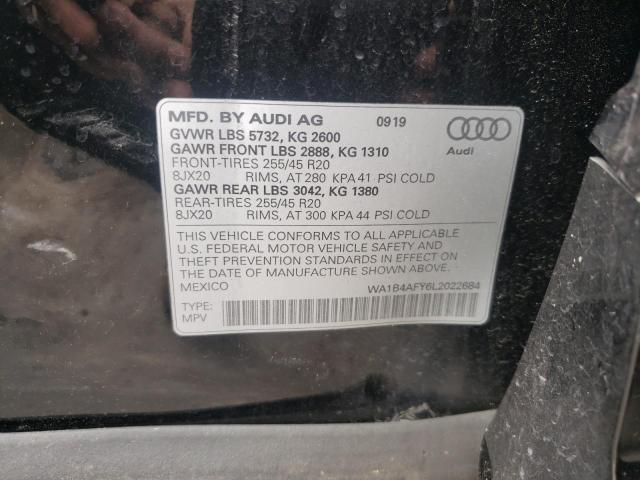 MFD. BY AUDI AG 0919
GVWR LBS 5732, KG 2600
GAWR FRONT LBS 2888, KG 1310
FRONT-TIRES 255/45 R20
8JX20 RIMS, AT 280 KPA 41 PSI COLD
GAWR REAR LBS 3042, KG 1380
REAR-TIRES 255/45 R20
8JX20 RIMS, AT 300 KPA 44 PSI COLD
THIS VEHICLE CONFORMS TO ALL APPLICABLE
U.S. FEDERAL MOTOR VEHICLE SAFETY AND
THEFT PREVENTION STANDARDS IN EFFECT ON
THE DATE OF MANUFACTURE SHOWN ABOVE.
MEXICO WA1B4AFY6L2022684
TYPE:
MPV
Audi